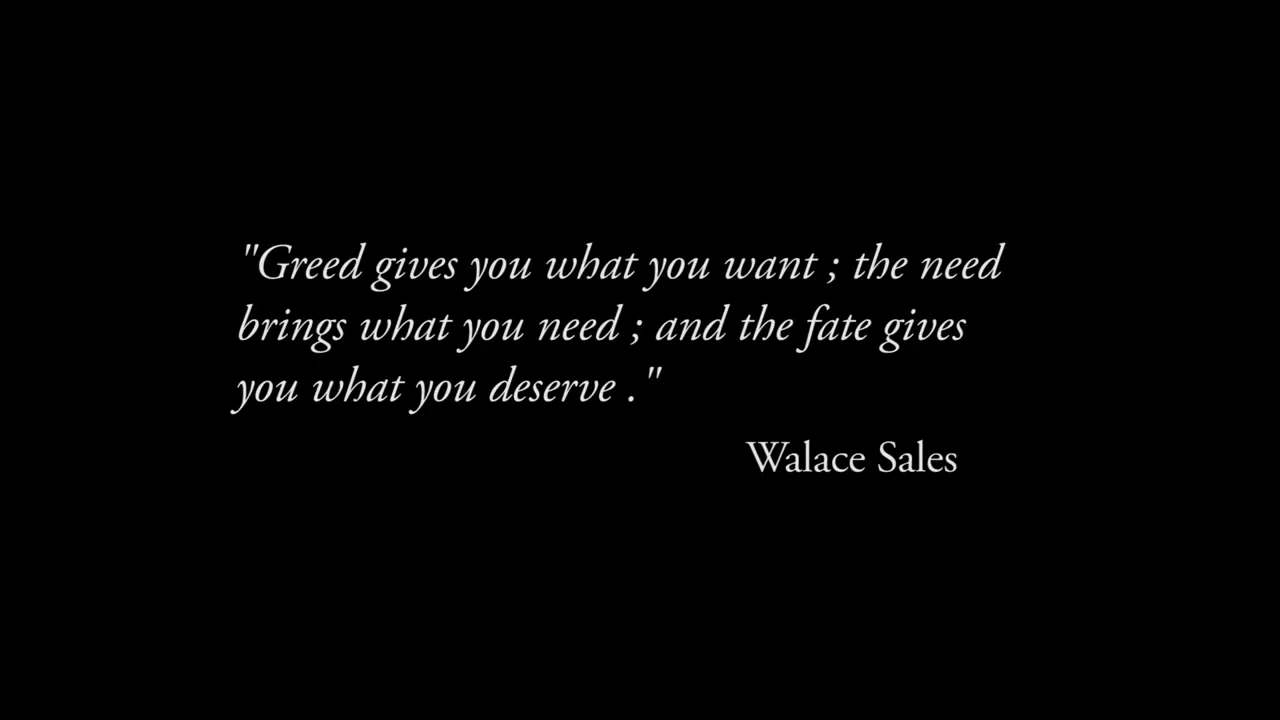 "Greed gives you what you want ; the need
brings what you need ; and the fate gives
you what you deserve ."
Walace Sales